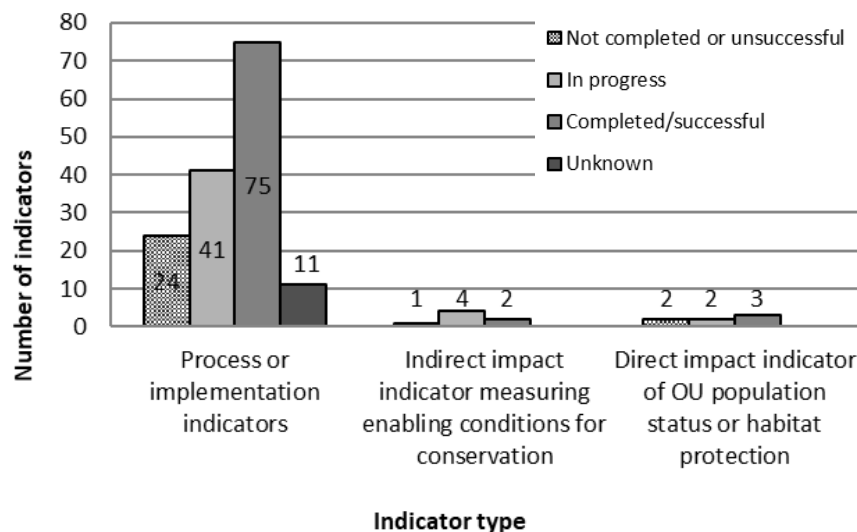 80
70
60
50
40
30
20
10
0
Number of indicators
Not completed or unsuccessful
In progress
Completed/successful
Unknown
24
41
75
11
1
4
2
2
2
3
Process or
implementation
indicators
Indirect impact
indicator measuring
enabling conditions for
conservation
Direct impact indicator
of OU population
status or habitat
protection
Indicator type